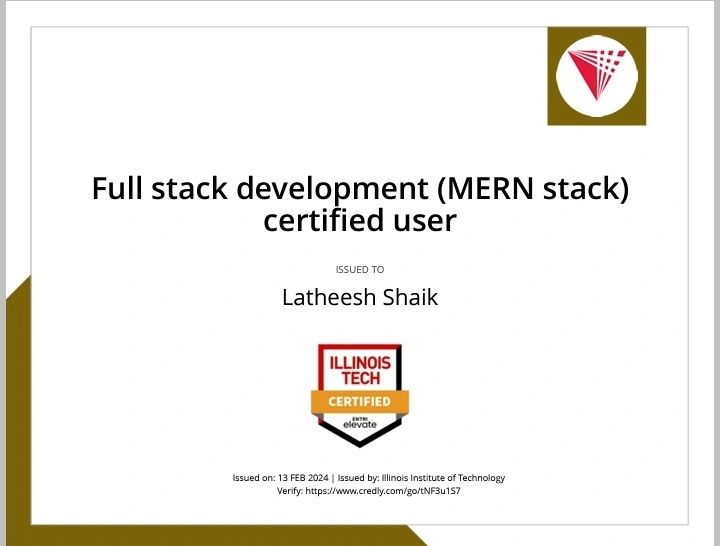 Full stack development (MERN stack)
certified user
ISSUED TO
Latheesh Shaik
ILLINOIS
TECH
CERTIFIED
ENTRI
elevate
Issued on: 13 FEB 2024 | Issued by: Illinois Institute of Technology
Verify: https://www.credly.com/go/tNF3u1S7